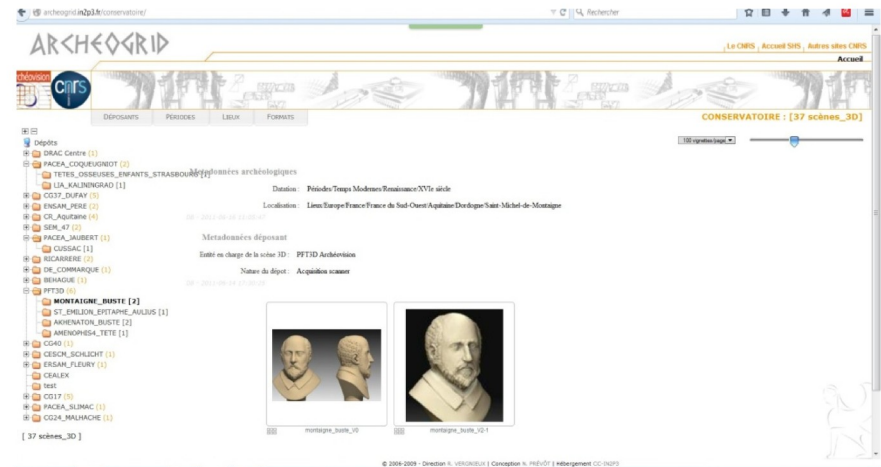 archeogrid.in2p3.fr/conservatoire/
Rechercher
ARCHEOGRID
Le CNRS | Accueil SHS | Autres sites CNRS
Accueil
archéovision
cnrs
DÉPOSANTS PÉRIODES LIEUX FORMATS
CONSERVATOIRE : [37 scènes_3D]
100 vignettes/page
Dépôts
DRAC Centre (1)
PACEA_COQUEUGNIOT (2)
TETES_OSSEUSES_ENFANTS_STRASBOURG [1]
LIA_KALININGRAD [1]
CG37_DUFAY (5)
ENSAM_PERE (2)
CR_Aquitaine (4)
SEM_47 (2)
PACEA_JAUBERT (1)
CUSSAC [1]
RICARRERE (2)
DE_COMMARQUE (1)
BEHAGUE (1)
PFT3D (6)
MONTAIGNE_BUSTE [2]
ST_EMILION_EPITAPHE_AULIUS [1]
AKHENATON_BUSTE [2]
AMENOPHIS4_TETE [1]
CG40 (1)
CESCM_SCHLICHT (1)
ERSAM_FLEURY (1)
CEALEX
test
CG17 (5)
PACEA_SLIMAC (1)
CG24_MALHACHE (1)
[ 37 scènes_3D ]
Metadonnées archéologiques
Datation : Périodes/Temps Modernes/Renaissance/XVIe siècle
Localisation : Lieux/Europe/France/France du Sud-Ouest/Aquitaine/Dordogne/Saint-Michel-de-Montaigne
Metadonnées déposant
Entité en charge de la scène 3D : PFT3D Archéovision
Nature du dépot : Acquisition scanner
montaigne_buste_V0
montaigne_buste_V2-1
© 2006-2009 - Direction R. VERGNIEUX | Conception N. PRÉVÔT | Hébergement CC-IN2P3